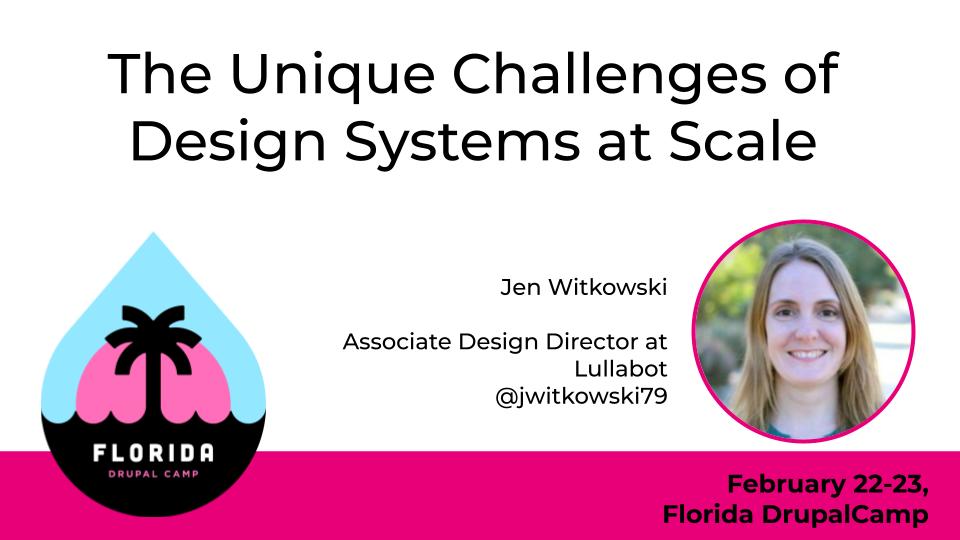 The Unique Challenges of
Design Systems at Scale
Jen Witkowski
Associate Design Director at
Lullabot
@jwitkowski79
FLORIDA
DRUPAL CAMP
February 22-23,
Florida DrupalCamp